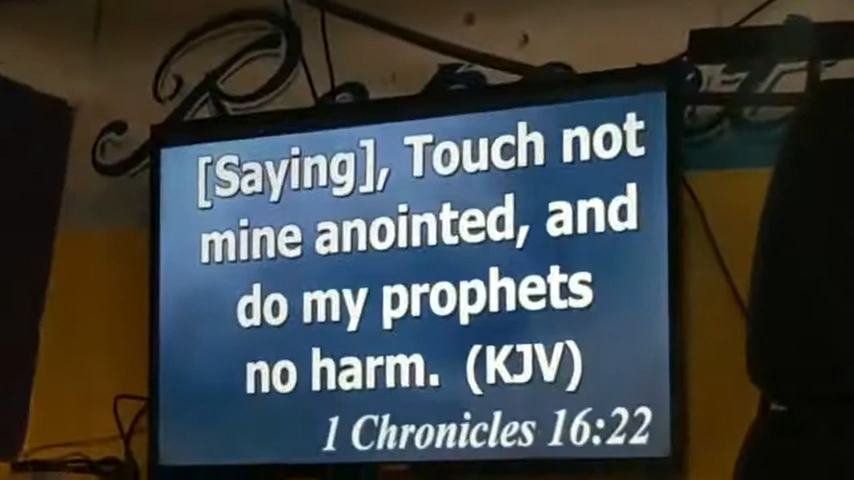 [Saying], Touch not
mine anointed, and
do my prophets
no harm. (KJV)
1 Chronicles 16:22